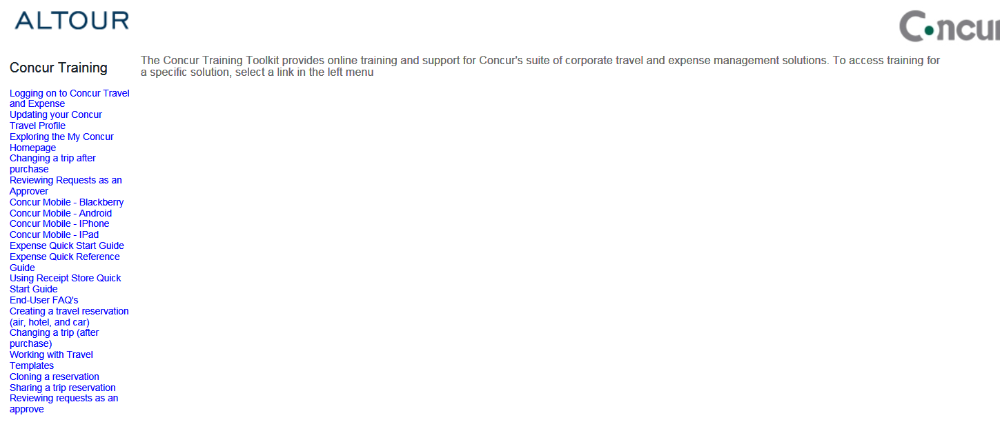 ALTOUR
Concur
Concur Training
The Concur Training Toolkit provides online training and support for Concur's suite of corporate travel and expense management solutions. To access training for
a specific solution, select a link in the left menu
Logging on to Concur Travel
and Expense
Updating your Concur
Travel Profile
Exploring the My Concur
Homepage
Changing a trip after
purchase
Reviewing Requests as an
Approver
Concur Mobile - Blackberry
Concur Mobile - Android
Concur Mobile - IPhone
Concur Mobile - IPad
Expense Quick Start Guide
Expense Quick Reference
Guide
Using Receipt Store Quick
Start Guide
End-User FAQ's
Creating a travel reservation
(air, hotel, and car)
Changing a trip (after
purchase)
Working with Travel
Templates
Cloning a reservation
Sharing a trip reservation
Reviewing requests as an
approve